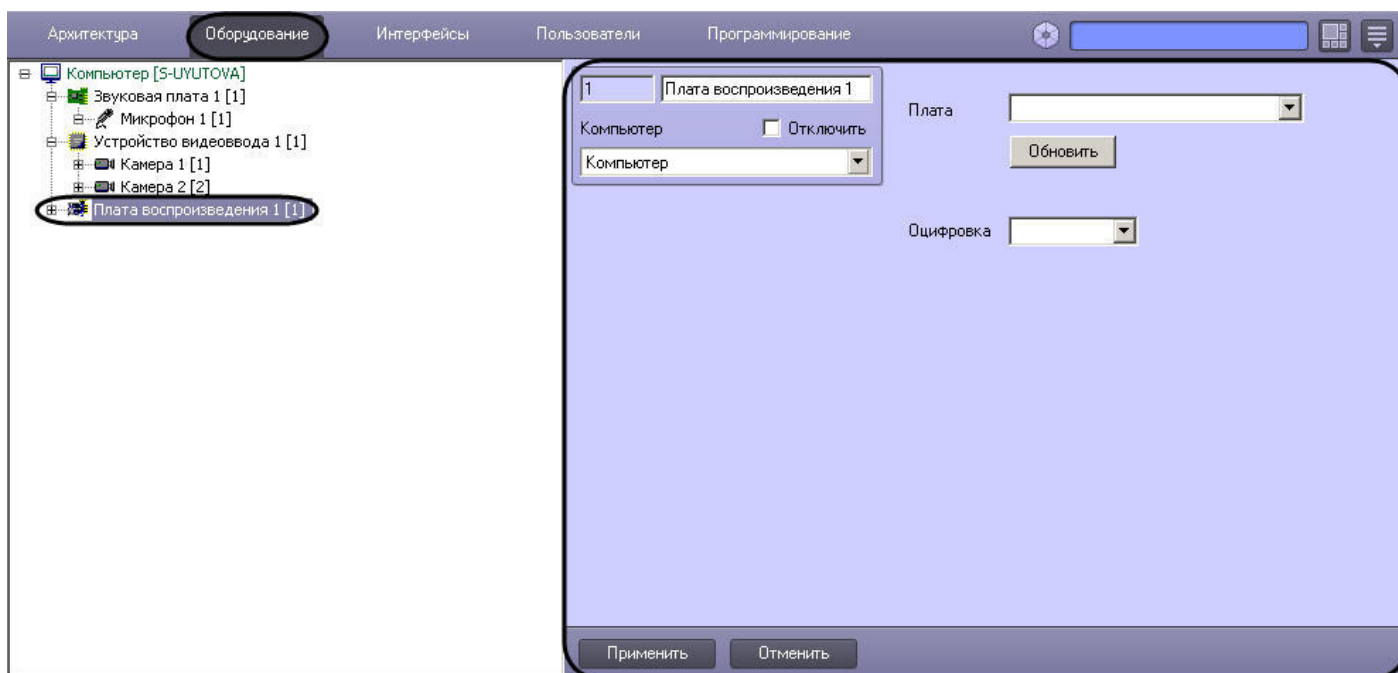 Архитектура Оборудование Интерфейсы Пользователи Программирование
Компьютер [S-UYUTOVA]
Звуковая плата 1 [1]
Микрофон 1 [1]
Устройство видеоввода 1 [1]
Камера 1 [1]
Камера 2 [2]
Плата воспроизведения 1 [1]
1 Плата воспроизведения 1
Компьютер Отключить
Компьютер
Плата
Обновить
Оцифровка
Применить Отменить